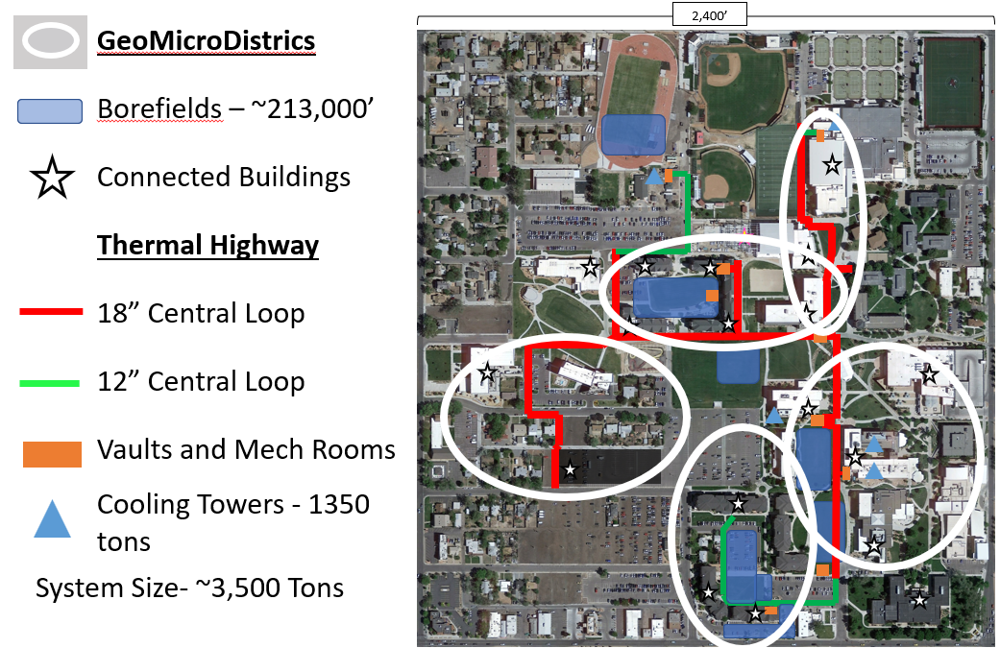 2,400’
GeoMicroDistrics
Borefields – ~213,000’
Connected Buildings
Thermal Highway
18” Central Loop
12” Central Loop
Vaults and Mech Rooms
Cooling Towers - 1350
tons
System Size- ~3,500 Tons